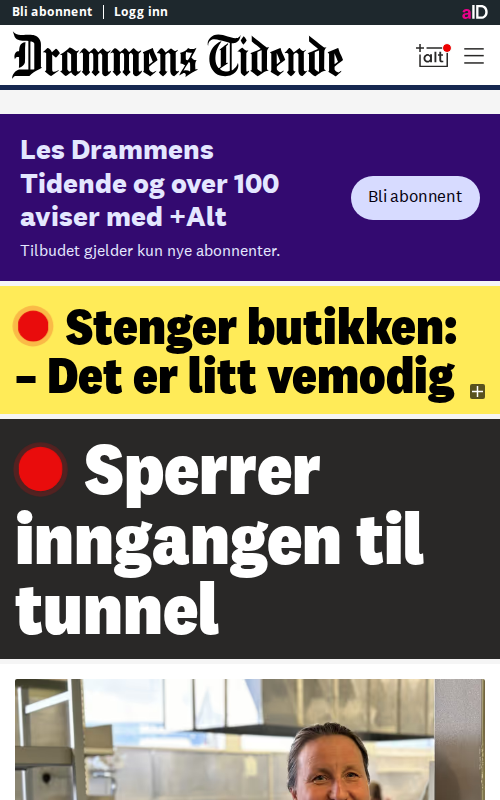 Bli abonnent
Logg inn
aID
Drammens Tidende
+alt
Les Drammens
Tidende og over 100
aviser med +Alt
Tilbudet gjelder kun nye abonnenter.
Bli abonnent
Stenger butikken:
– Det er litt vemodig
Sperrer
inngangen til
tunnel